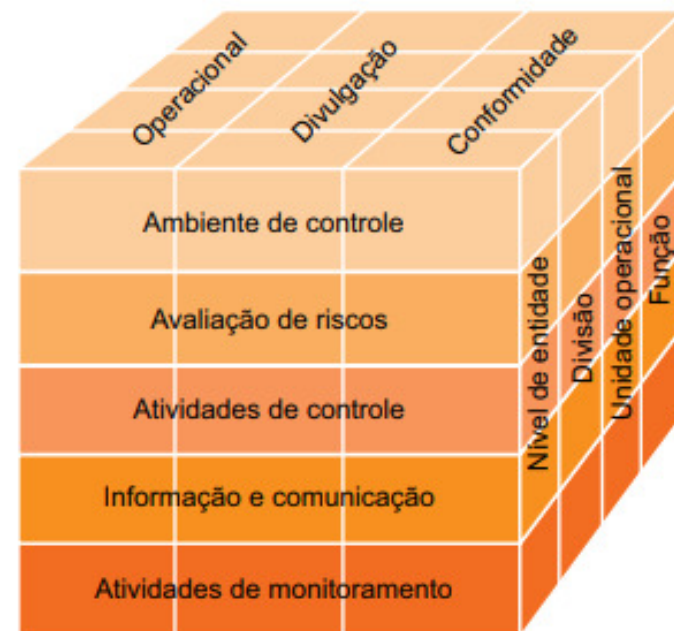 Operacional
Divulgação
Conformidade
Ambiente de controle
Avaliação de riscos
Atividades de controle
Informação e comunicação
Atividades de monitoramento
Nível de entidade
Divisão
Unidade operacional
Função